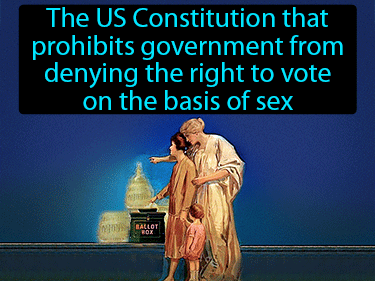 The US Constitution that
prohibits government from
denying the right to vote
on the basis of sex
BALLOT
BOX